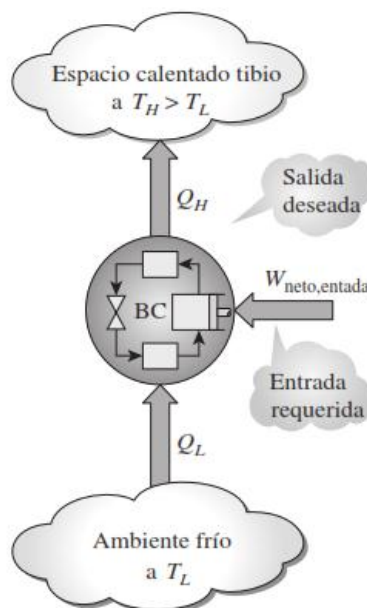 Espacio calentado tibio
a T_H > T_L
Q_H
Salida
deseada
BC
W_neto,entada
Entrada
requerida
Q_L
Ambiente frío
a T_L